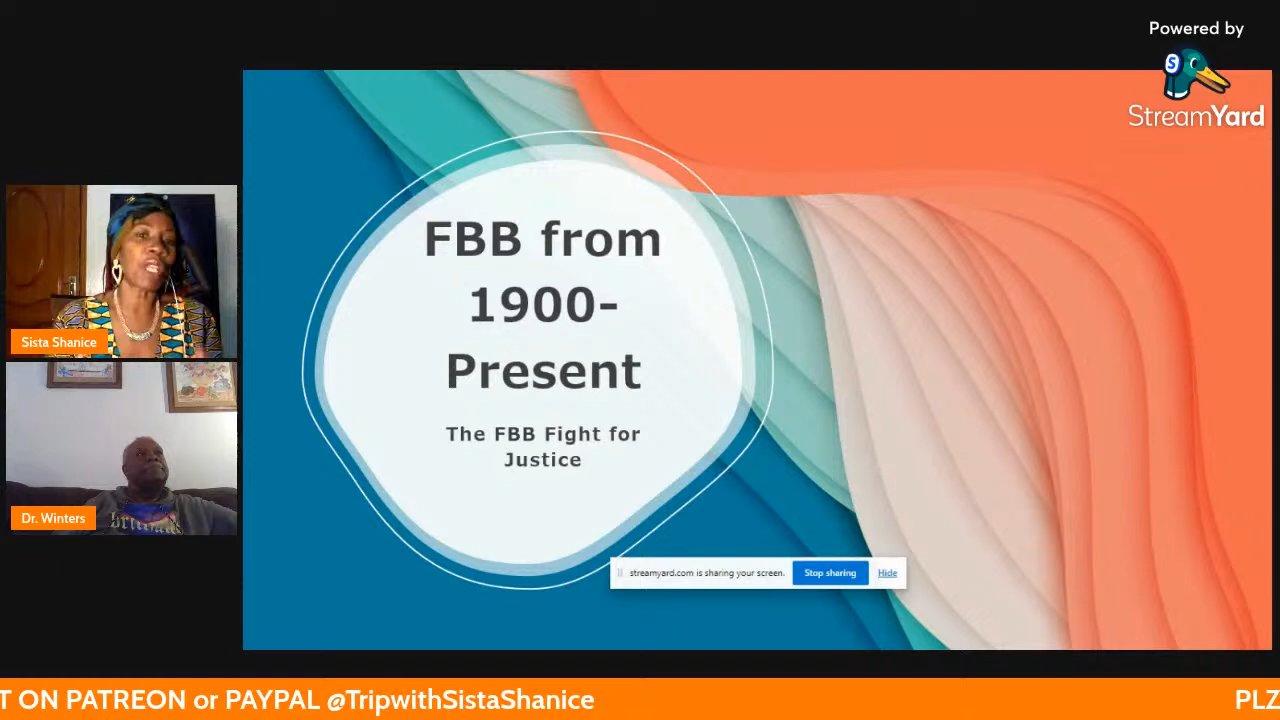 Powered by
StreamYard
FBB from
1900-
Present
The FBB Fight for
Justice
Sista Shanice
Dr. Winters
streamyard.com is sharing your screen.
Stop sharing
Hide
T ON PATREON or PAYPAL @TripwithSistaShanice
PLZ